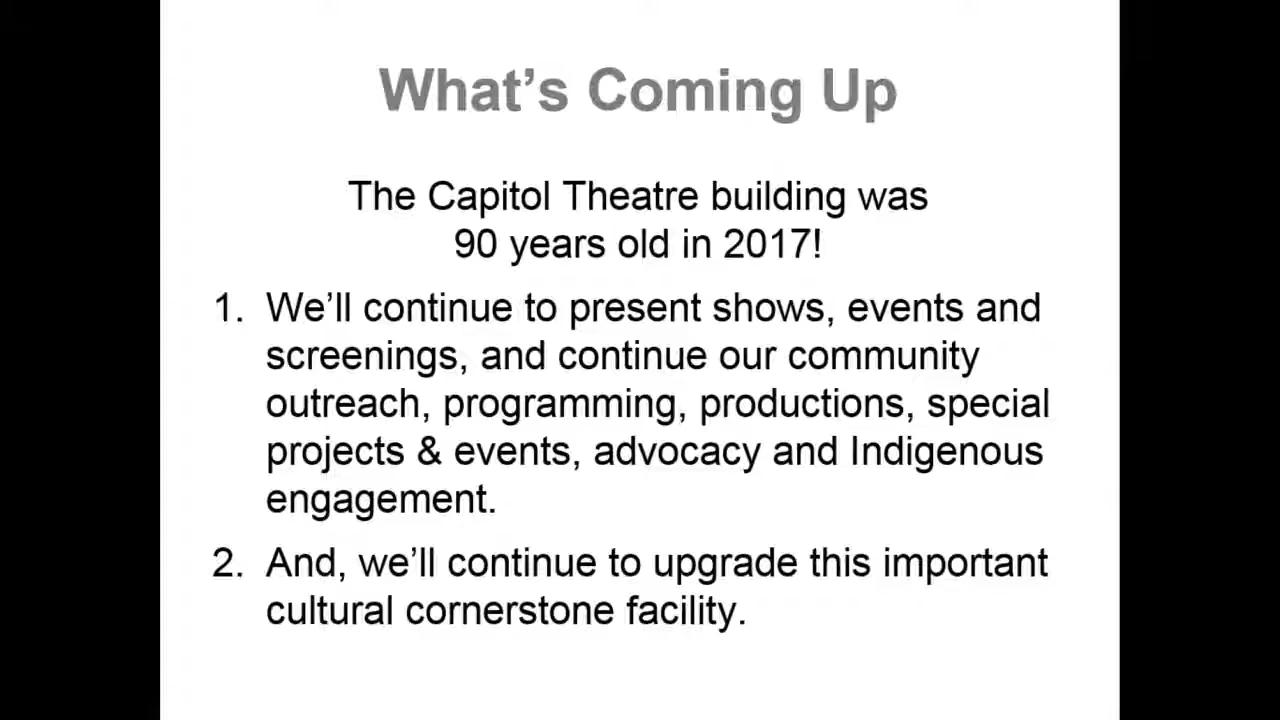 What’s Coming Up
The Capitol Theatre building was
90 years old in 2017!
1. We’ll continue to present shows, events and
screenings, and continue our community
outreach, programming, productions, special
projects & events, advocacy and Indigenous
engagement.
2. And, we’ll continue to upgrade this important
cultural cornerstone facility.